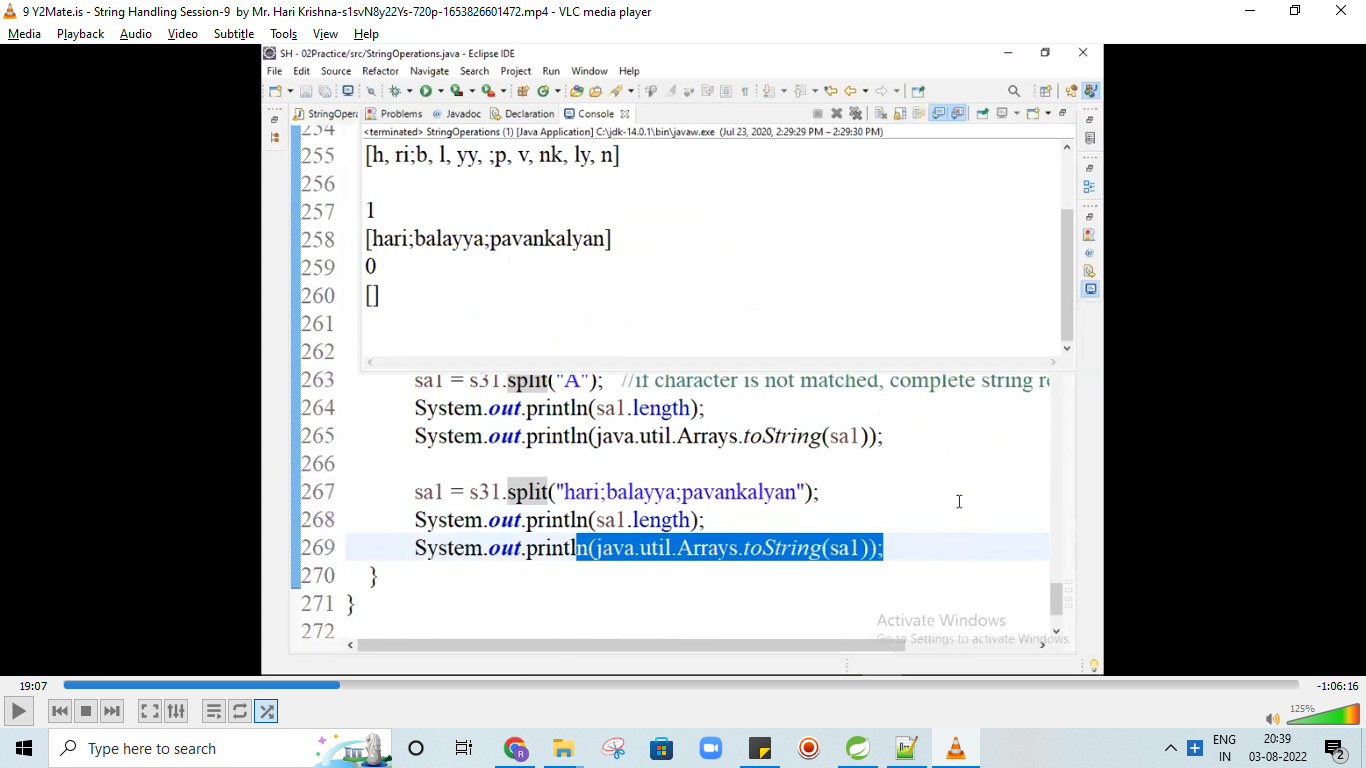 9 Y2Mate.is - String Handling Session-9 by Mr. Hari Krishna-s1svN8y22Ys-720p-1653826601472.mp4 - VLC media player
Media Playback Audio Video Subtitle Tools View Help
SH - 02Practice/src/StringOperations.java - Eclipse IDE
File Edit Source Refactor Navigate Search Project Run Window Help
StringOpera Problems Javadoc Declaration Console
<terminated> StringOperations (1) [Java Application] C:\jdk-14.0.1\bin\javaw.exe (Jul 23, 2020, 2:29:29 PM – 2:29:30 PM)
254
255 [h, ri;b, l, yy, ;p, v, nk, ly, n]
256
257 1
258 [hari;balayya;pavankalyan]
259 0
260 []
261
262
263 sa1 = s31.split("A"); //if character is not matched, complete string re
264 System.out.println(sa1.length);
265 System.out.println(java.util.Arrays.toString(sa1));
266
267 sa1 = s31.split("hari;balayya;pavankalyan");
268 System.out.println(sa1.length);
269 System.out.println(java.util.Arrays.toString(sa1));
270 }
271 }
272
Activate Windows
Go to Settings to activate Windows.
19:07 -1:06:16
125%
Type here to search
ENG 20:39
IN 03-08-2022 2